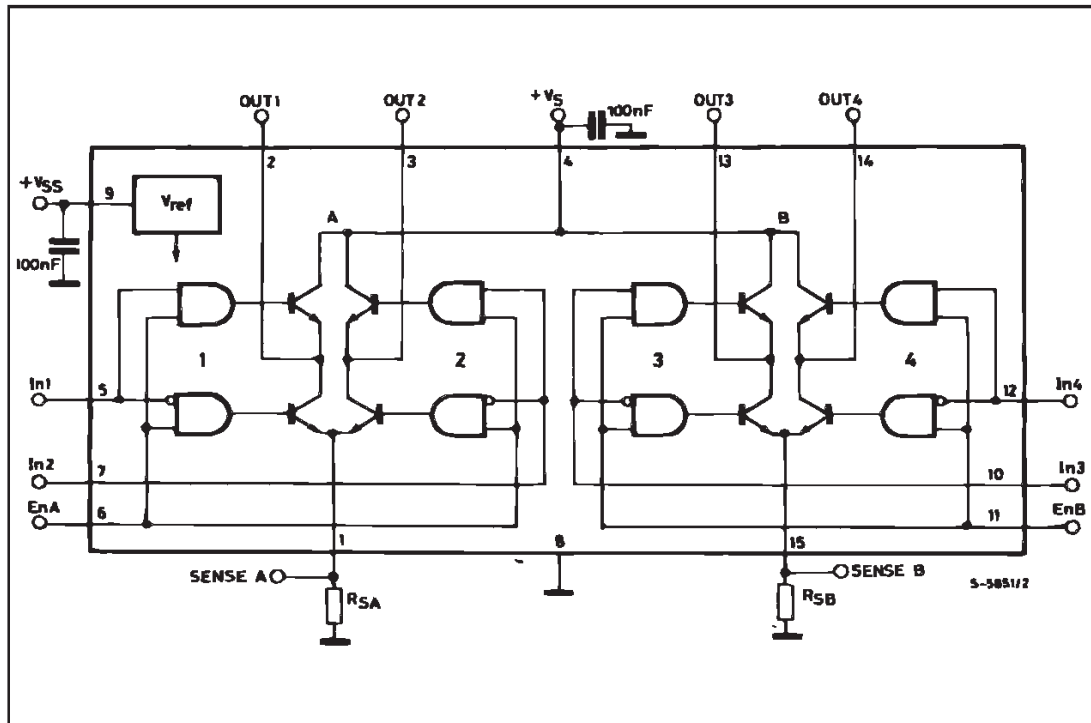 OUT1 OUT2 +VS 100nF OUT3 OUT4
2 3 4 13 14
+VSS 9 Vref A B
100nF
1 2 3 4
In1 5 12 In4
In2 7 10 In3
EnA 6 11 EnB
1 8 15
SENSE A SENSE B
RSA RSB
S-5851/2